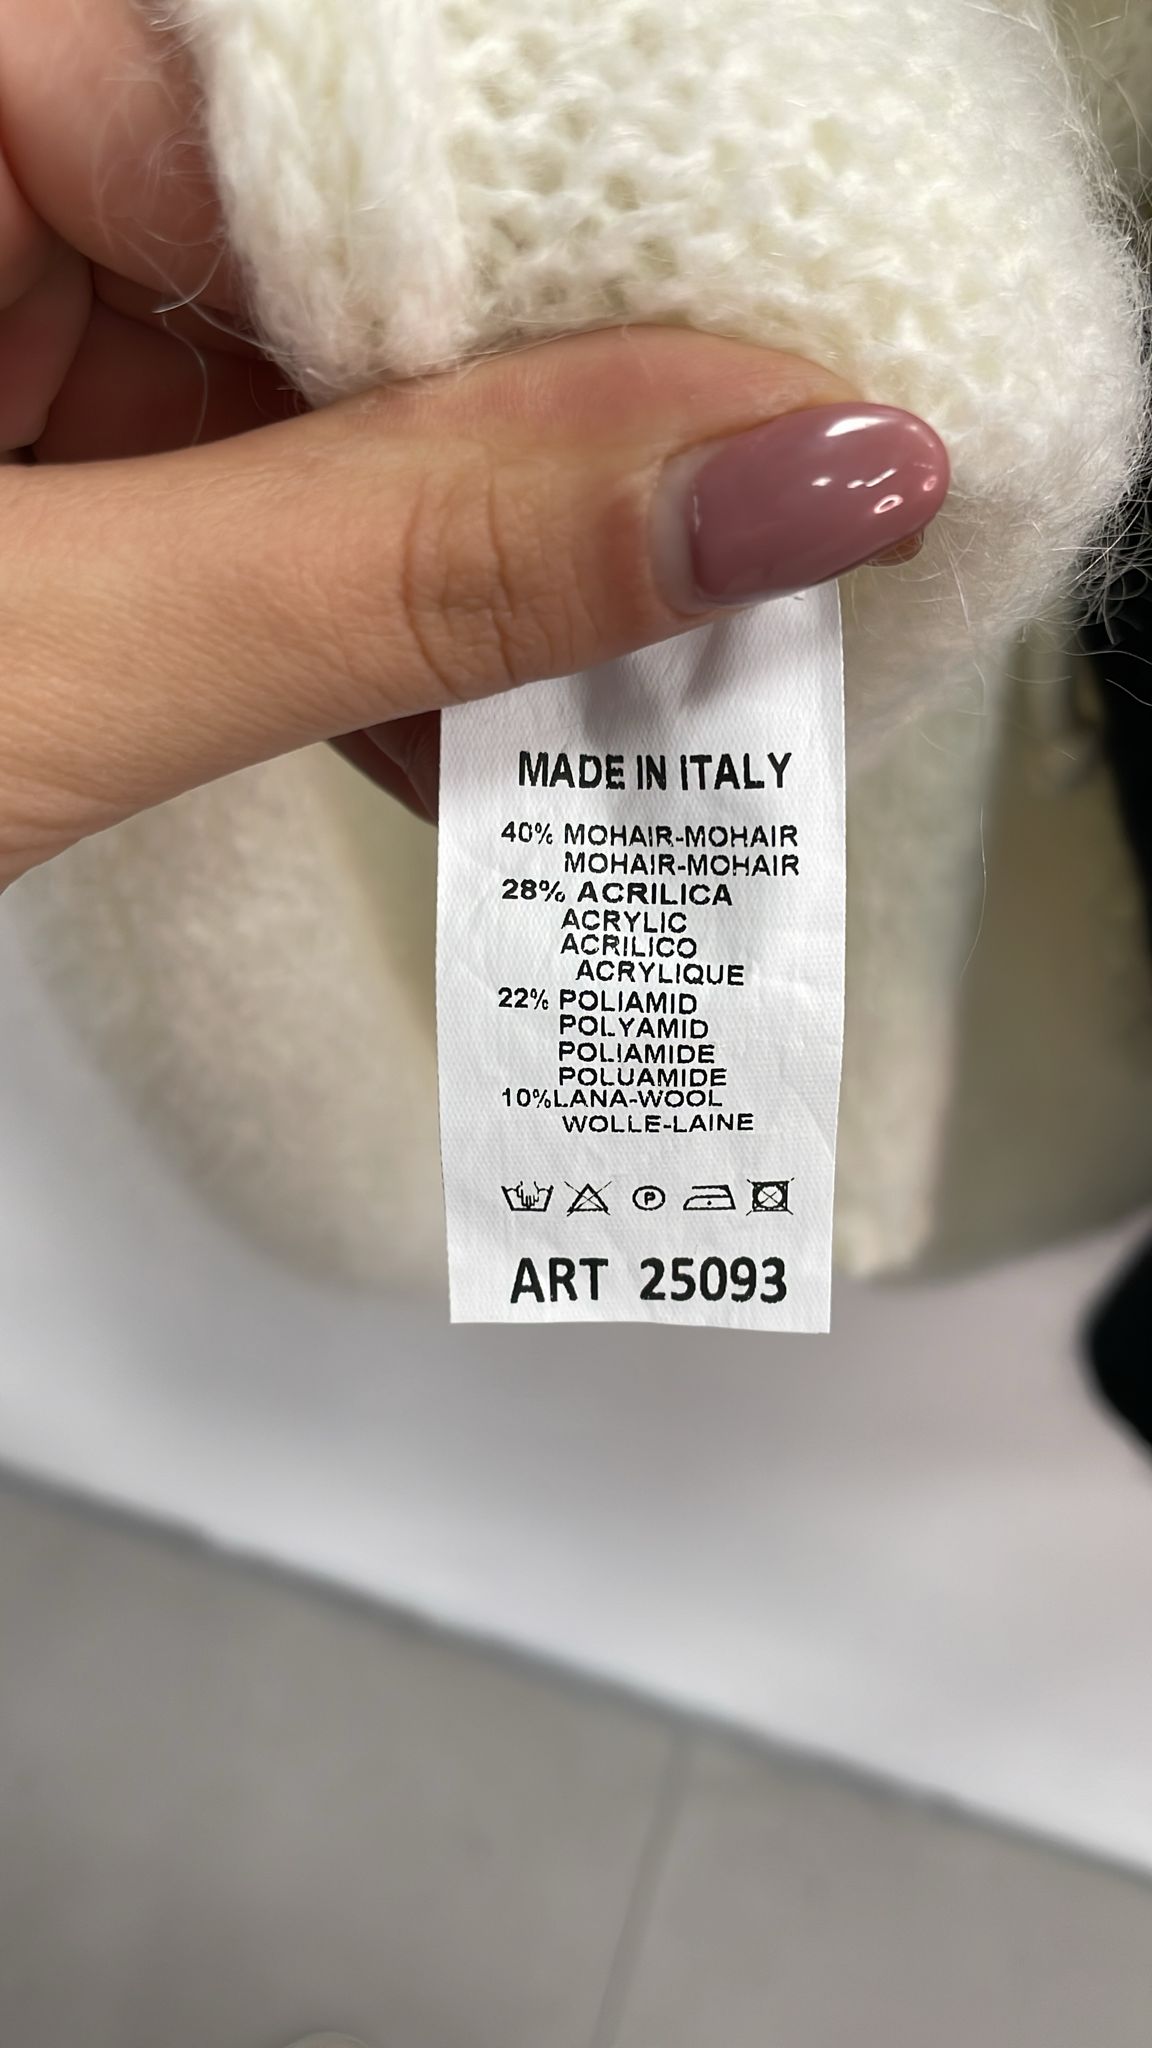 MADE IN ITALY
40% MOHAIR-MOHAIR
MOHAIR-MOHAIR
28% ACRILICA
ACRYLIC
ACRILICO
ACRYLIQUE
22% POLIAMID
POLYAMID
POLIAMIDE
POLUAMIDE
10%LANA-WOOL
WOLLE-LAINE
P
ART 25093